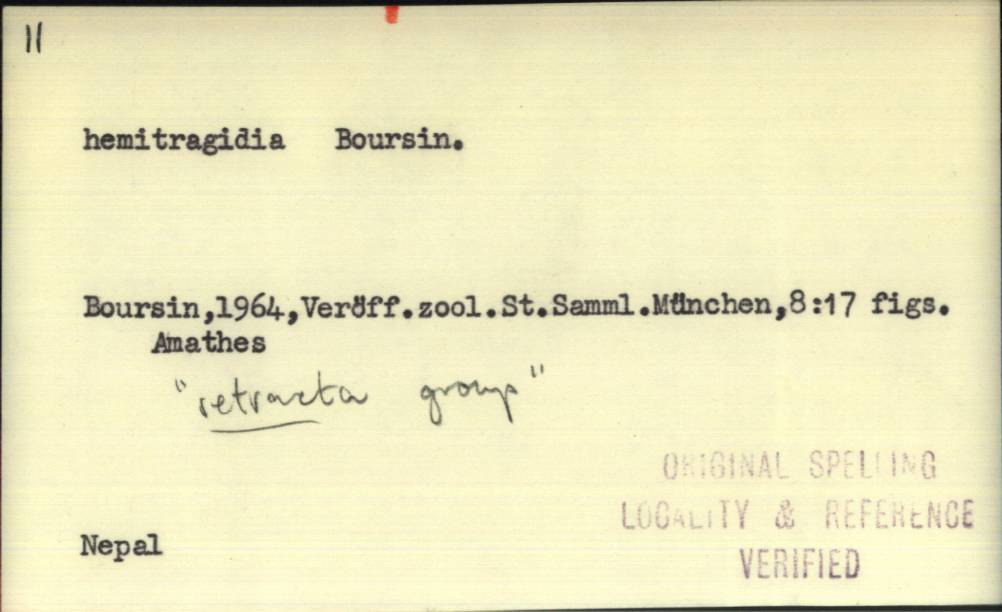 11
hemitragidia Boursin.
Boursin,1964,Veröff.zool.St.Samml.München,8:17 figs.
Amathes
"retracta group"
ORIGINAL SPELLING
LOCALITY & REFERENCE
VERIFIED
Nepal